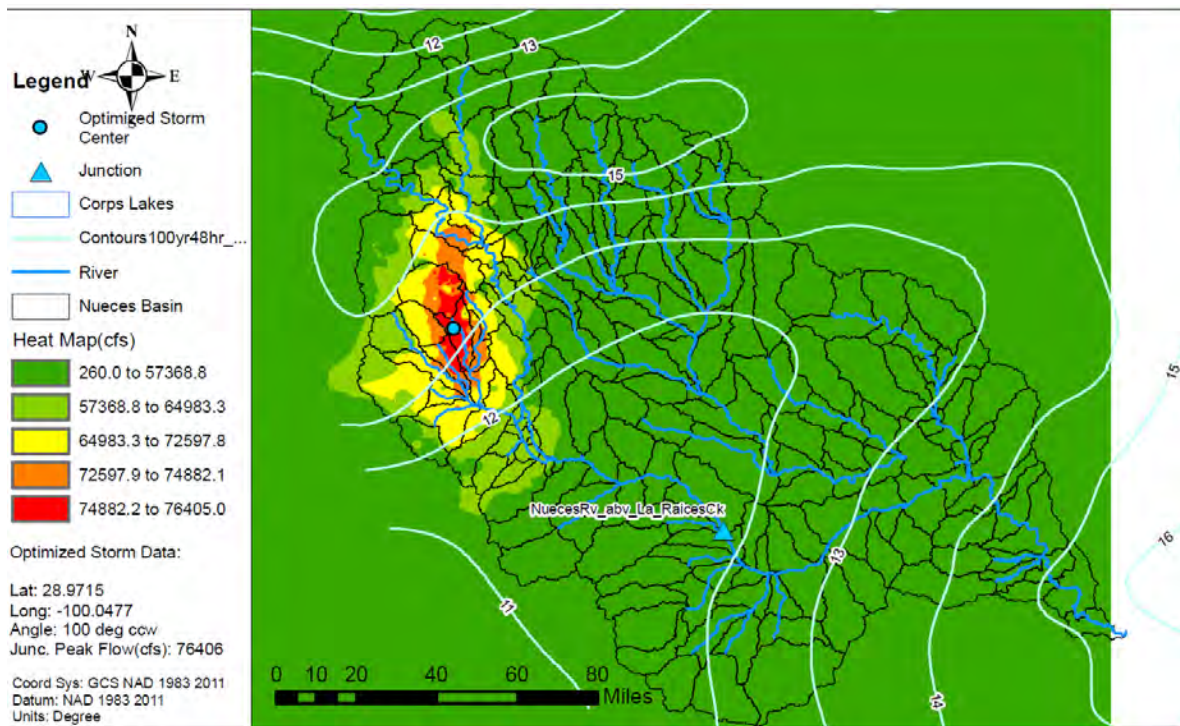 N
W
E
S
Legend
Optimized Storm
Center
Junction
Corps Lakes
Contours100yr48hr_...
River
Nueces Basin
Heat Map(cfs)
260.0 to 57368.8
57368.8 to 64983.3
64983.3 to 72597.8
72597.9 to 74882.1
74882.2 to 76405.0
Optimized Storm Data:
Lat: 28.9715
Long: -100.0477
Angle: 100 deg ccw
Junc. Peak Flow(cfs): 76406
Coord Sys: GCS NAD 1983 2011
Datum: NAD 1983 2011
Units: Degree
12
13
15
15
12
NuecesRv_abv_La_RaicesCk
16
13
11
14
0 10 20 40 60 80
Miles